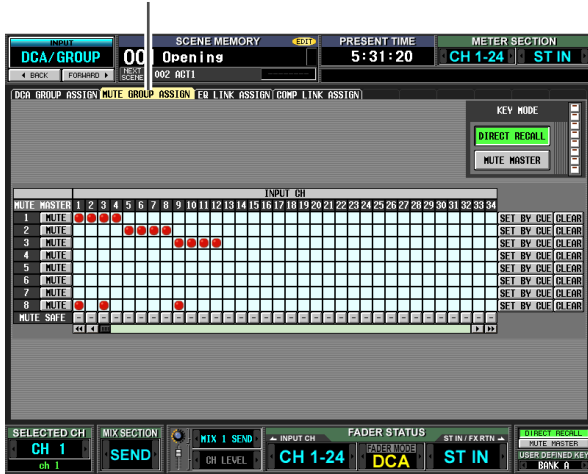 INPUT
DCA/GROUP
BACK FORWARD
SCENE MEMORY EDIT
00 Opening
NEXT SCENE 002 ACT1
PRESENT TIME
5:31:20
METER SECTION
CH 1-24 ST IN
DCA GROUP ASSIGN MUTE GROUP ASSIGN EQ LINK ASSIGN COMP LINK ASSIGN
KEY MODE
DIRECT RECALL
MUTE MASTER
INPUT CH
MUTE MASTER 1 2 3 4 5 6 7 8 9 10 11 12 13 14 15 16 17 18 19 20 21 22 23 24 25 26 27 28 29 30 31 32 33 34
1 MUTE SET BY CUE CLEAR
2 MUTE SET BY CUE CLEAR
3 MUTE SET BY CUE CLEAR
4 MUTE SET BY CUE CLEAR
5 MUTE SET BY CUE CLEAR
6 MUTE SET BY CUE CLEAR
7 MUTE SET BY CUE CLEAR
8 MUTE SET BY CUE CLEAR
MUTE SAFE - - - - - - - - - - - - - - - - - - - - - - - - - - - - - - - - - -
SELECTED CH
CH 1
ch 1
MIX SECTION
SEND
MIX 1 SEND
CH LEVEL
FADER STATUS
INPUT CH
CH 1-24
FADER MODE
DCA
ST IN / FX RTN
ST IN
DIRECT RECALL
MUTE MASTER
USER DEFINED KEY
BANK A